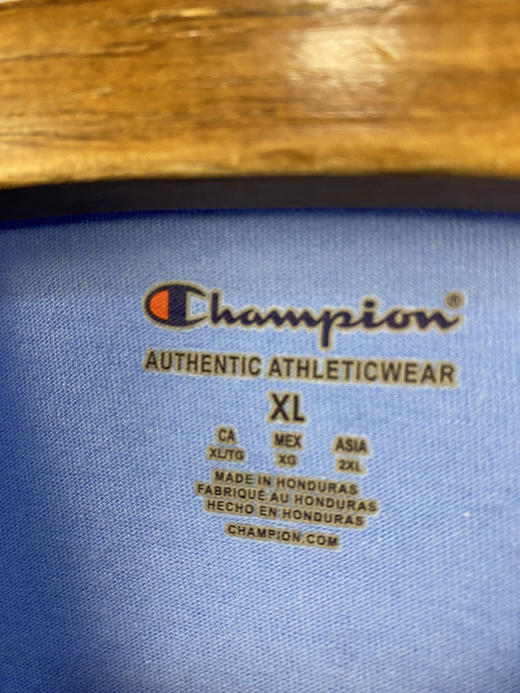 Champion®
AUTHENTIC ATHLETICWEAR
XL
CA MEX ASIA
XL/TG XG 2XL
MADE IN HONDURAS
FABRIQUÉ AU HONDURAS
HECHO EN HONDURAS
CHAMPION.COM